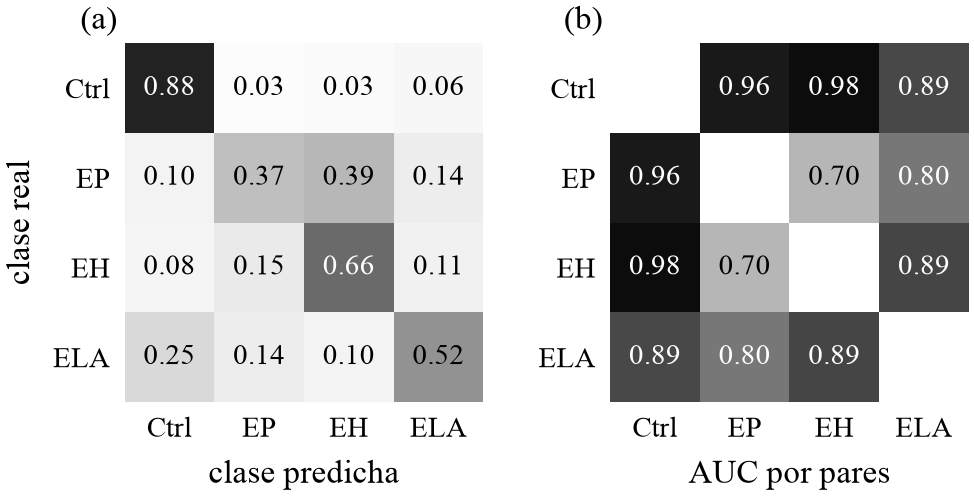 (a)
Ctrl 0.88 0.03 0.03 0.06
EP 0.10 0.37 0.39 0.14
EH 0.08 0.15 0.66 0.11
ELA 0.25 0.14 0.10 0.52
Ctrl EP EH ELA
clase real
clase predicha
(b)
Ctrl 0.96 0.98 0.89
EP 0.96 0.70 0.80
EH 0.98 0.70 0.89
ELA 0.89 0.80 0.89
Ctrl EP EH ELA
AUC por pares